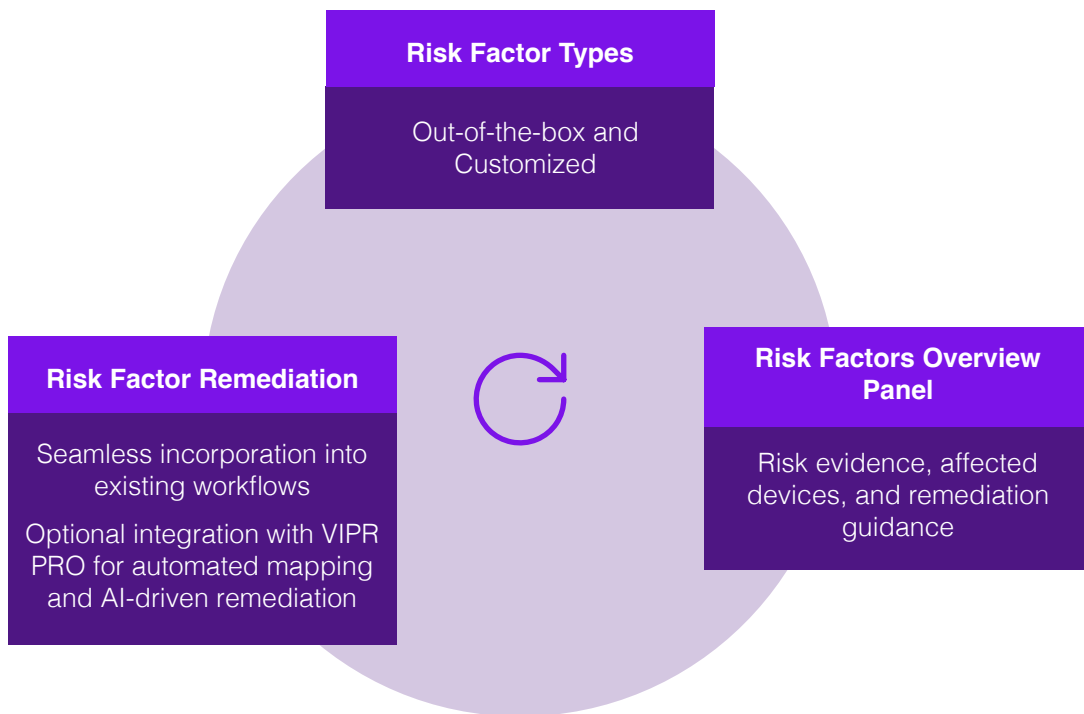 Risk Factor Types
Out-of-the-box and
Customized
Risk Factors Overview
Panel
Risk evidence, affected
devices, and remediation
guidance
Risk Factor Remediation
Seamless incorporation into
existing workflows
Optional integration with VIPR
PRO for automated mapping
and AI-driven remediation